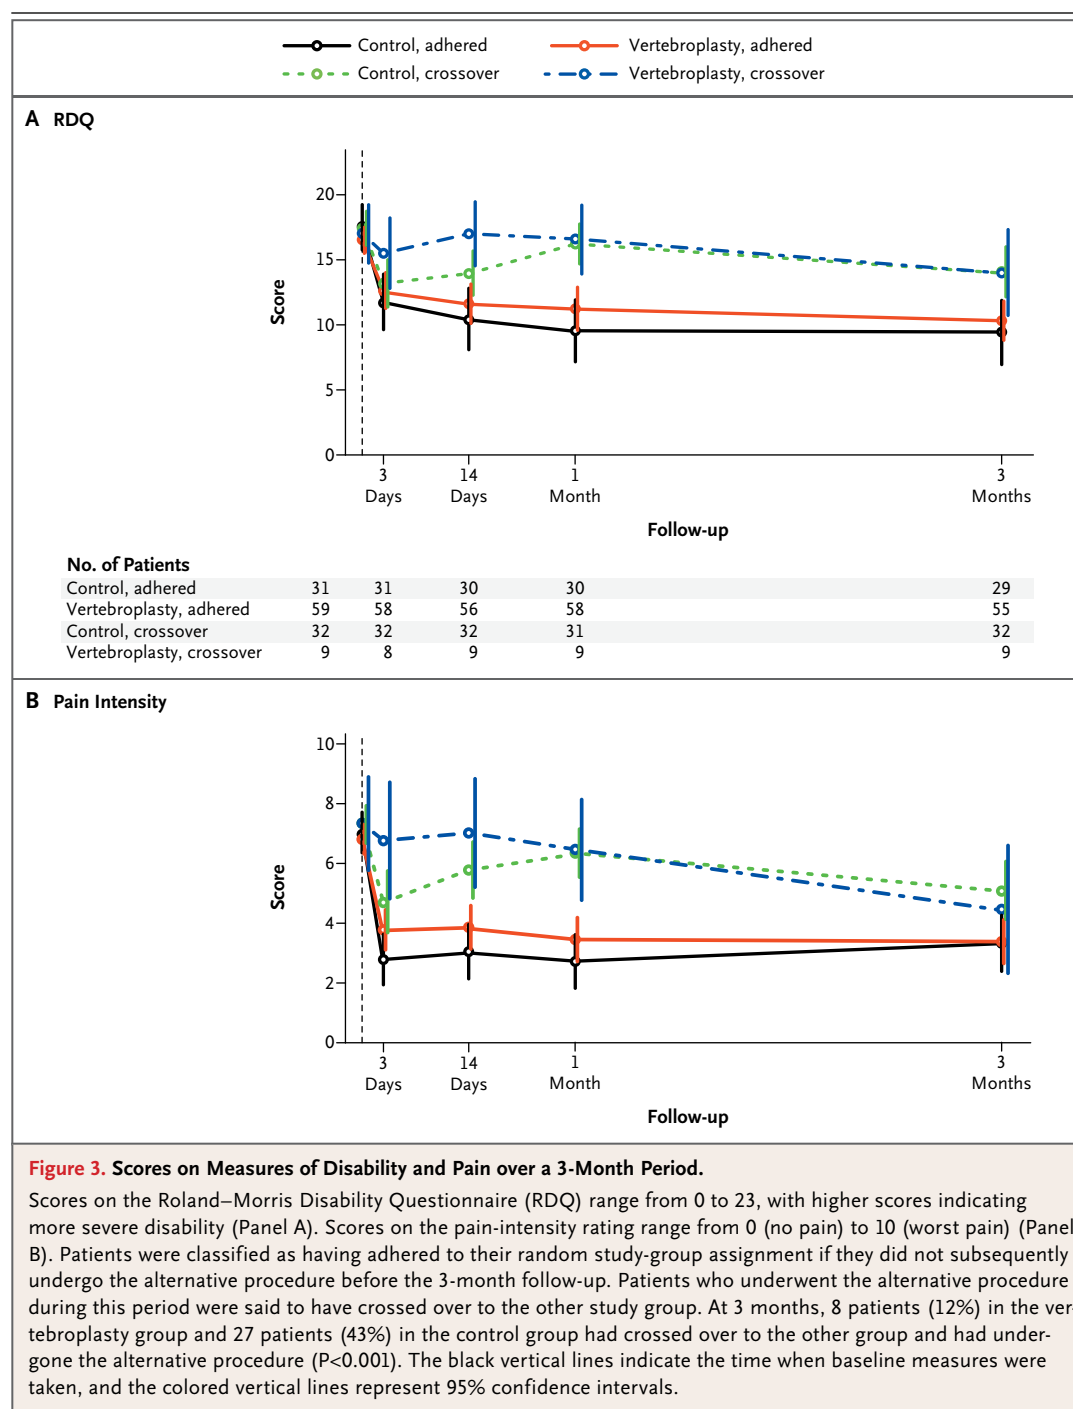 Control, adhered Vertebroplasty, adhered
Control, crossover Vertebroplasty, crossover
A RDQ
20
15
10
5
0
Score
3 14 1 3
Days Days Month Months
Follow-up
No. of Patients
Control, adhered 31 31 30 30 29
Vertebroplasty, adhered 59 58 56 58 55
Control, crossover 32 32 32 31 32
Vertebroplasty, crossover 9 8 9 9 9
B Pain Intensity
10
8
6
4
2
0
Score
3 14 1 3
Days Days Month Months
Follow-up
Figure 3. Scores on Measures of Disability and Pain over a 3-Month Period.
Scores on the Roland–Morris Disability Questionnaire (RDQ) range from 0 to 23, with higher scores indicating
more severe disability (Panel A). Scores on the pain-intensity rating range from 0 (no pain) to 10 (worst pain) (Panel
B). Patients were classified as having adhered to their random study-group assignment if they did not subsequently
undergo the alternative procedure before the 3-month follow-up. Patients who underwent the alternative procedure
during this period were said to have crossed over to the other study group. At 3 months, 8 patients (12%) in the ver-
tebroplasty group and 27 patients (43%) in the control group had crossed over to the other group and had under-
gone the alternative procedure (P<0.001). The black vertical lines indicate the time when baseline measures were
taken, and the colored vertical lines represent 95% confidence intervals.